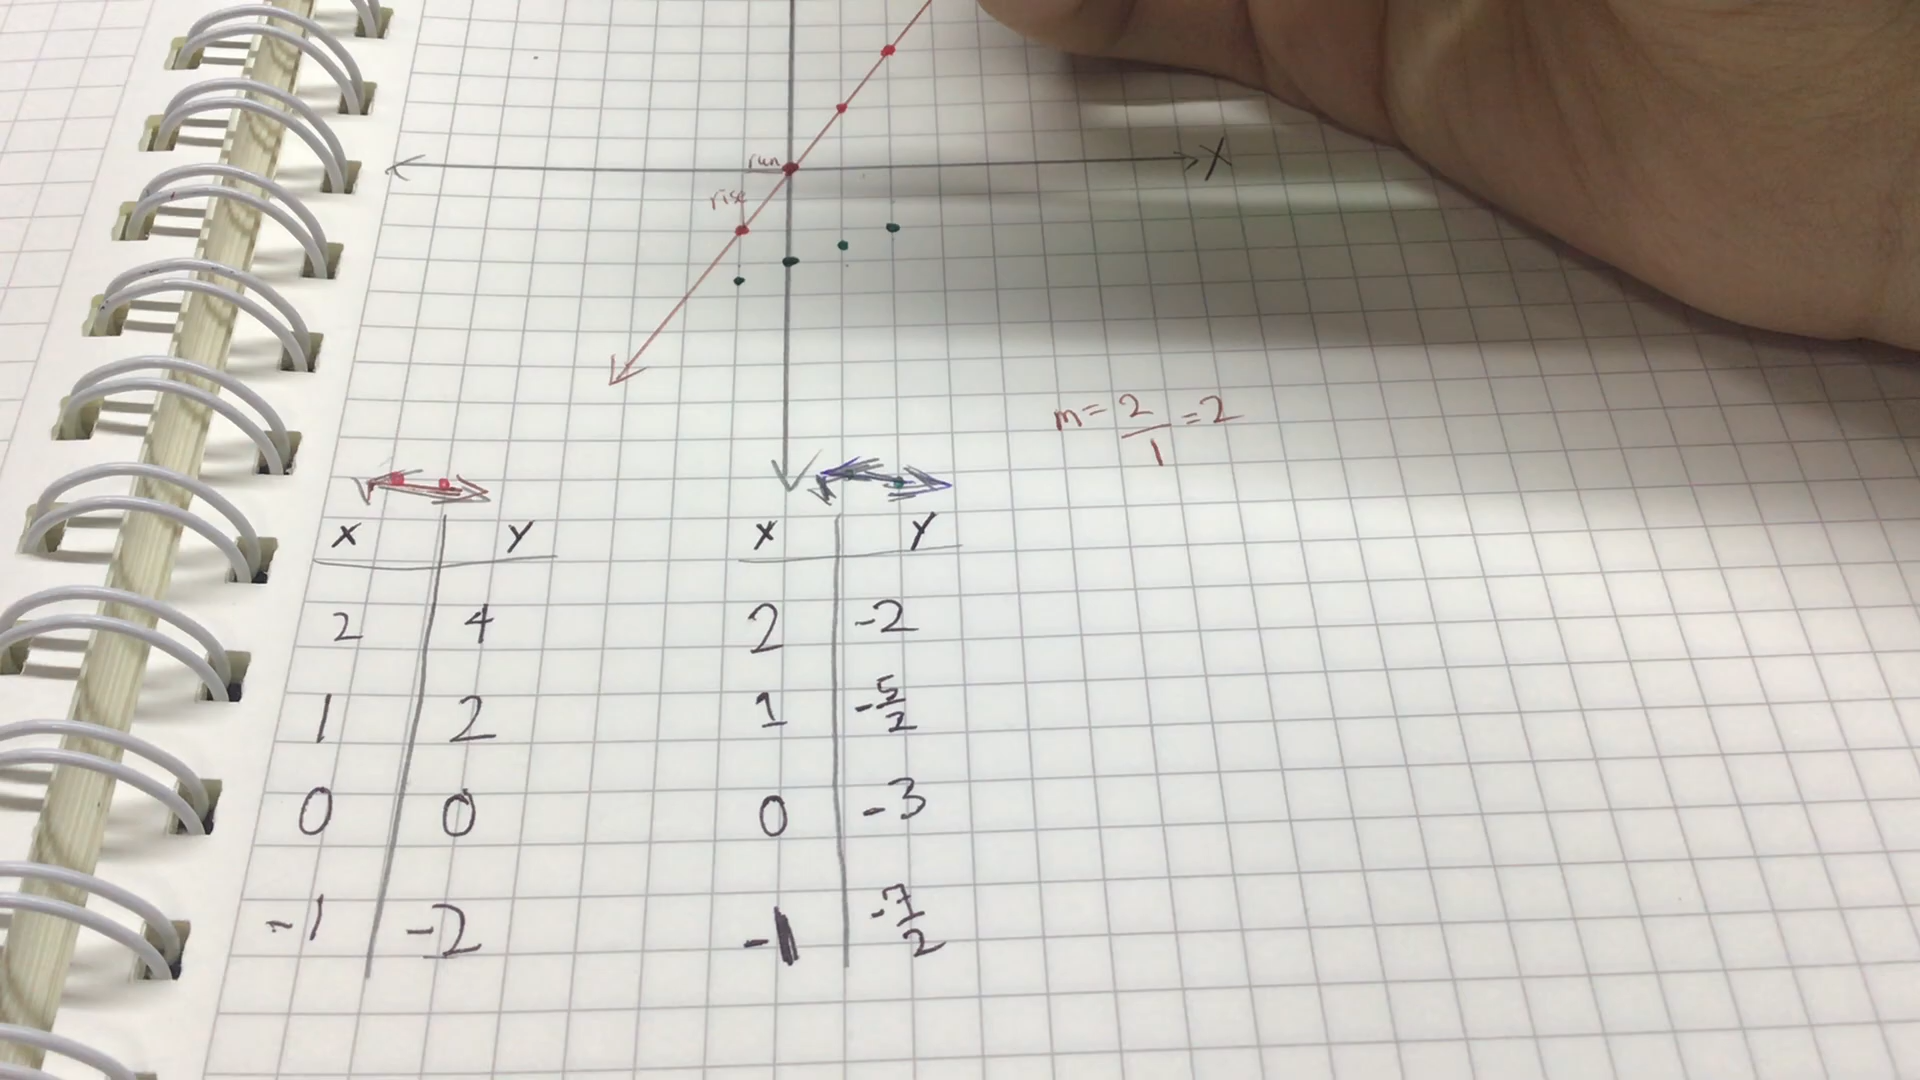 X
run
rise
m = 2/1 = 2
X Y
2 4
1 2
0 0
-1 -2
X Y
2 -2
1 -5/2
0 -3
-1 -7/2